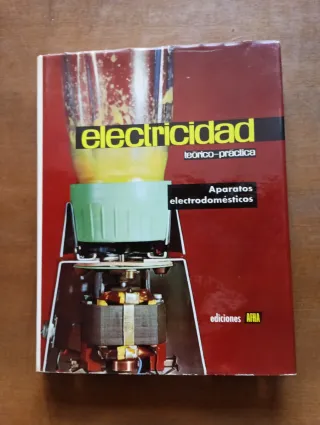 electricidad
teórico-práctica
Aparatos
electrodomésticos
ediciones AFHA